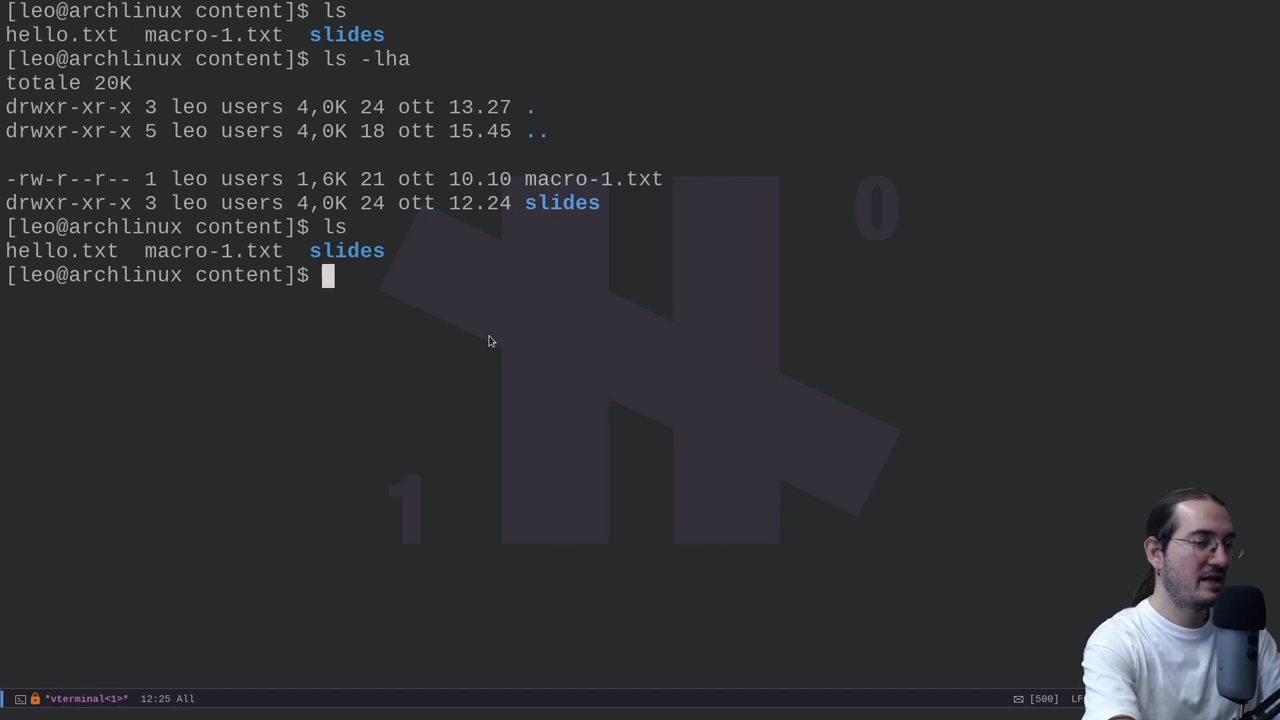 [leo@archlinux content]$ ls
hello.txt  macro-1.txt  slides
[leo@archlinux content]$ ls -lha
totale 20K
drwxr-xr-x 3 leo users 4,0K 24 ott 13.27 .
drwxr-xr-x 5 leo users 4,0K 18 ott 15.45 ..
-rw-r--r-- 1 leo users 1,6K 21 ott 10.10 macro-1.txt
drwxr-xr-x 3 leo users 4,0K 24 ott 12.24 slides
[leo@archlinux content]$ ls
hello.txt  macro-1.txt  slides
[leo@archlinux content]$
0
1
*vterminal<1>*  12:25 All  [500]  LF